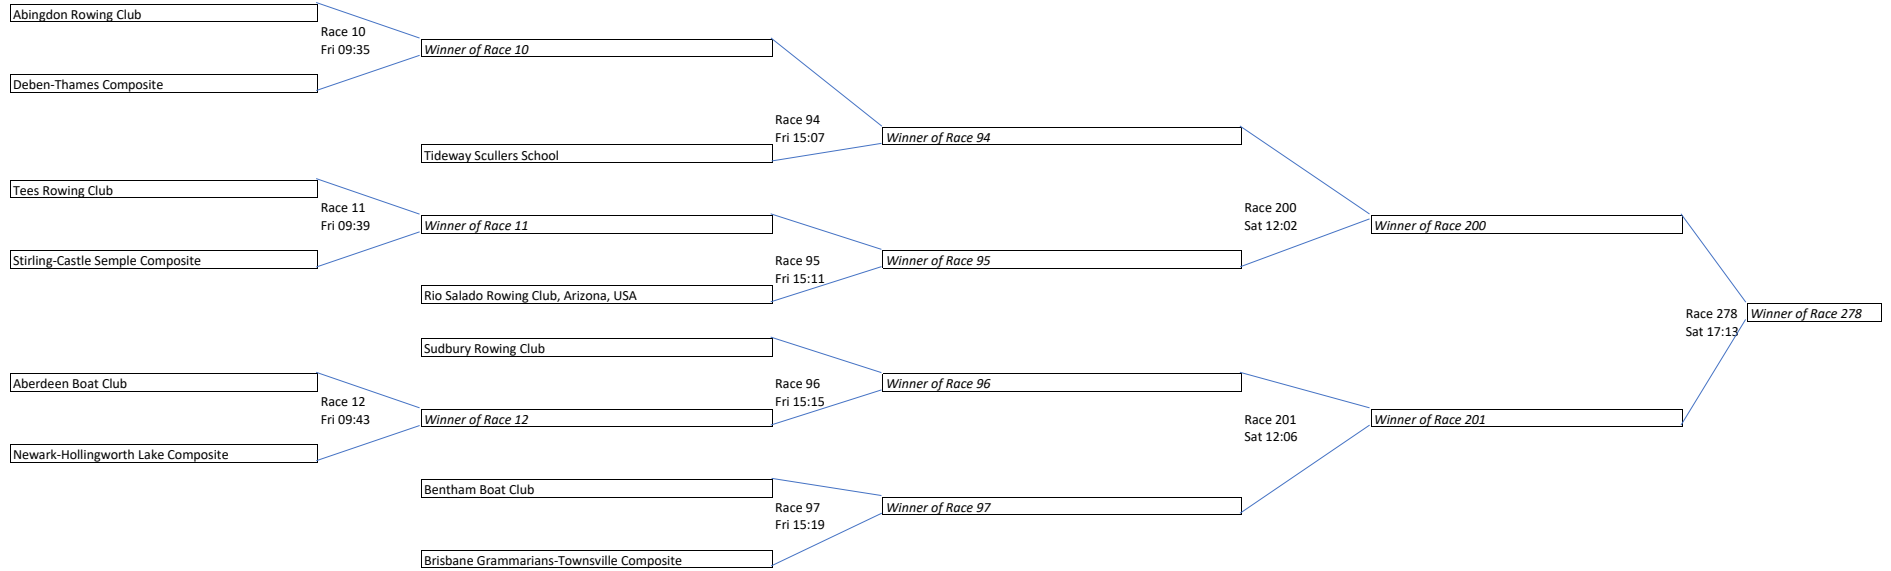 Abingdon Rowing Club
Race 10
Fri 09:35
Winner of Race 10
Deben-Thames Composite
Race 94
Fri 15:07
Winner of Race 94
Tideway Scullers School
Tees Rowing Club
Race 11
Fri 09:39
Winner of Race 11
Race 200
Sat 12:02
Winner of Race 200
Stirling-Castle Semple Composite
Race 95
Fri 15:11
Winner of Race 95
Rio Salado Rowing Club, Arizona, USA
Race 278
Sat 17:13
Winner of Race 278
Sudbury Rowing Club
Aberdeen Boat Club
Race 12
Fri 09:43
Winner of Race 12
Race 96
Fri 15:15
Winner of Race 96
Race 201
Sat 12:06
Winner of Race 201
Newark-Hollingworth Lake Composite
Bentham Boat Club
Race 97
Fri 15:19
Winner of Race 97
Brisbane Grammarians-Townsville Composite